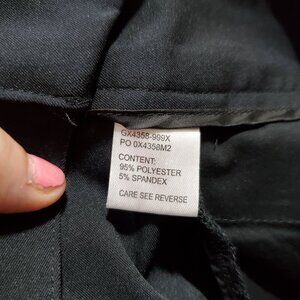 GX4358-999X
PO 0X4358M2
CONTENT:
95% POLYESTER
5% SPANDEX
CARE SEE REVERSE